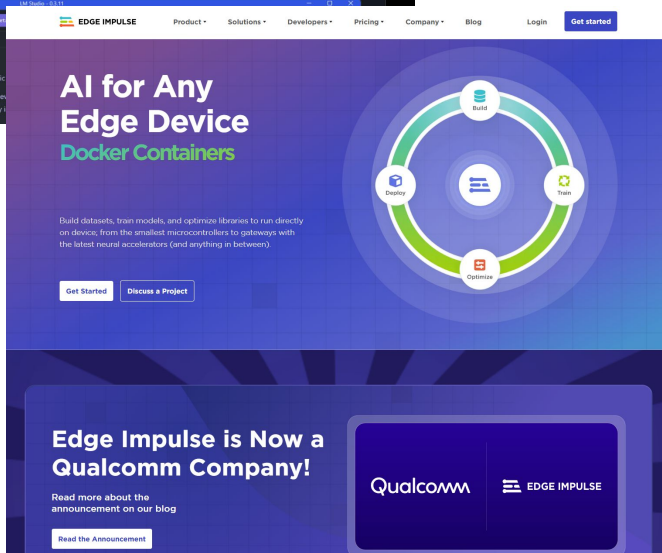 LM Studio - 0.3.11
EDGE IMPULSE
Product
Solutions
Developers
Pricing
Company
Blog
Login
Get started
AI for Any
Edge Device
Docker Containers
Build datasets, train models, and optimize libraries to run directly
on device; from the smallest microcontrollers to gateways with
the latest neural accelerators (and anything in between).
Get Started
Discuss a Project
Build
Deploy
Train
Optimize
Edge Impulse is Now a
Qualcomm Company!
Read more about the
announcement on our blog
Read the Announcement
Qualcomm
EDGE IMPULSE